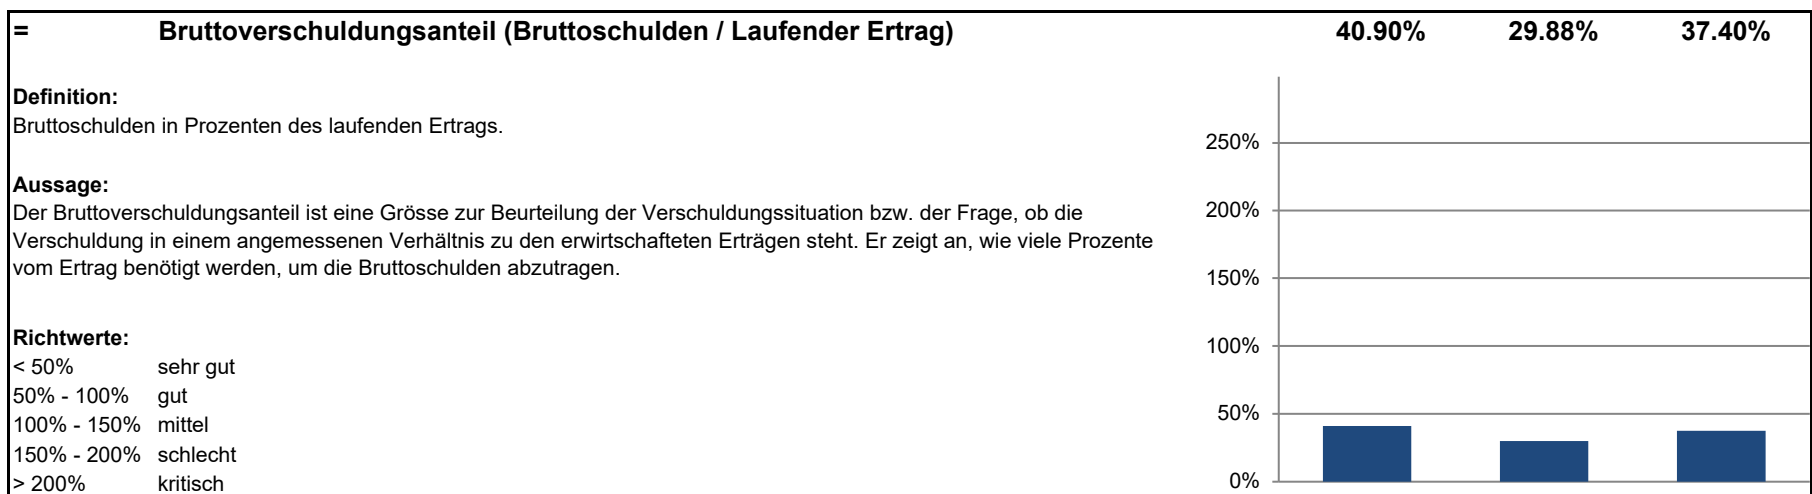 = Bruttoverschuldungsanteil (Bruttoschulden / Laufender Ertrag) 40.90% 29.88% 37.40%
Definition:
Bruttoschulden in Prozenten des laufenden Ertrags.
Aussage:
Der Bruttoverschuldungsanteil ist eine Grösse zur Beurteilung der Verschuldungssituation bzw. der Frage, ob die
Verschuldung in einem angemessenen Verhältnis zu den erwirtschafteten Erträgen steht. Er zeigt an, wie viele Prozente
vom Ertrag benötigt werden, um die Bruttoschulden abzutragen.
Richtwerte:
< 50% sehr gut
50% - 100% gut
100% - 150% mittel
150% - 200% schlecht
> 200% kritisch
250%
200%
150%
100%
50%
0%